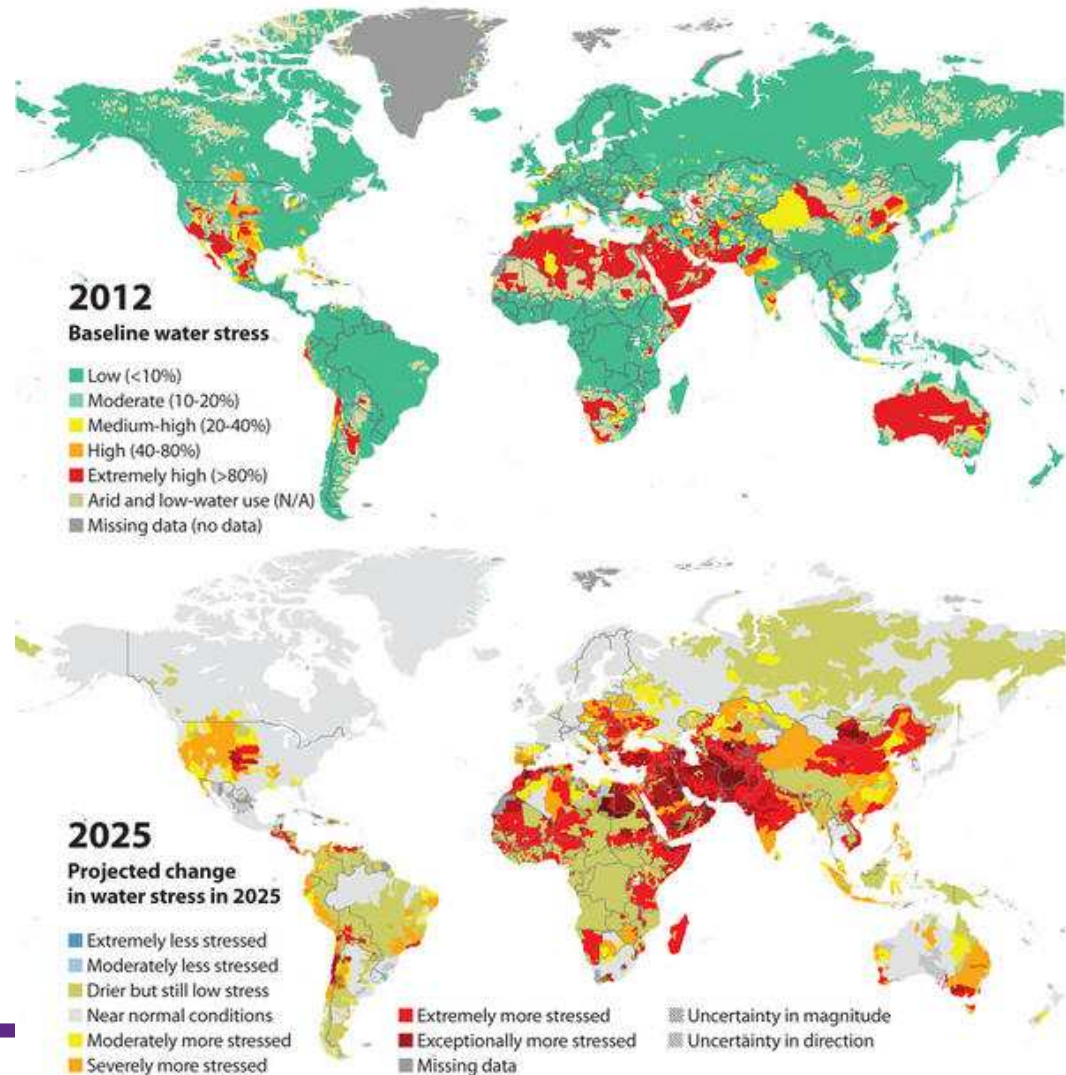 2012
Baseline water stress
Low (<10%)
Moderate (10-20%)
Medium-high (20-40%)
High (40-80%)
Extremely high (>80%)
Arid and low-water use (N/A)
Missing data (no data)
2025
Projected change
in water stress in 2025
Extremely less stressed
Moderately less stressed
Drier but still low stress
Near normal conditions
Moderately more stressed
Severely more stressed
Extremely more stressed
Exceptionally more stressed
Missing data
Uncertainty in magnitude
Uncertainty in direction